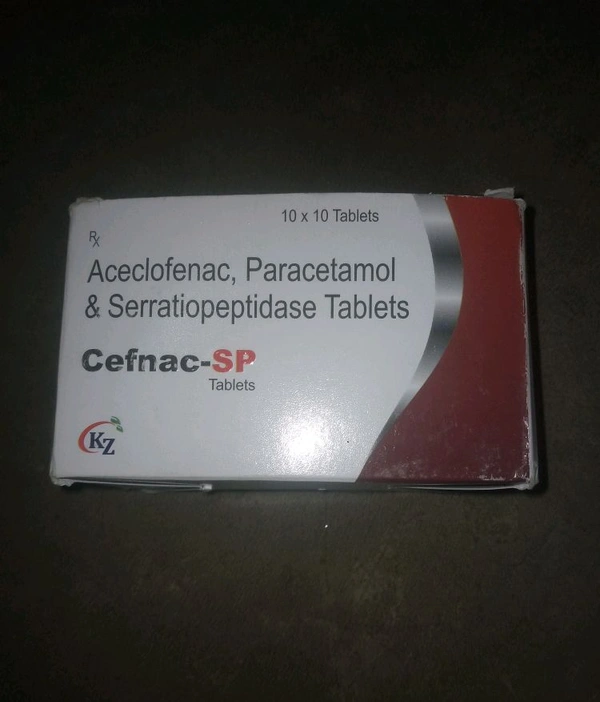 10 x 10 Tablets
Rx
Aceclofenac, Paracetamol
& Serratiopeptidase Tablets
Cefnac-SP
Tablets
KZ